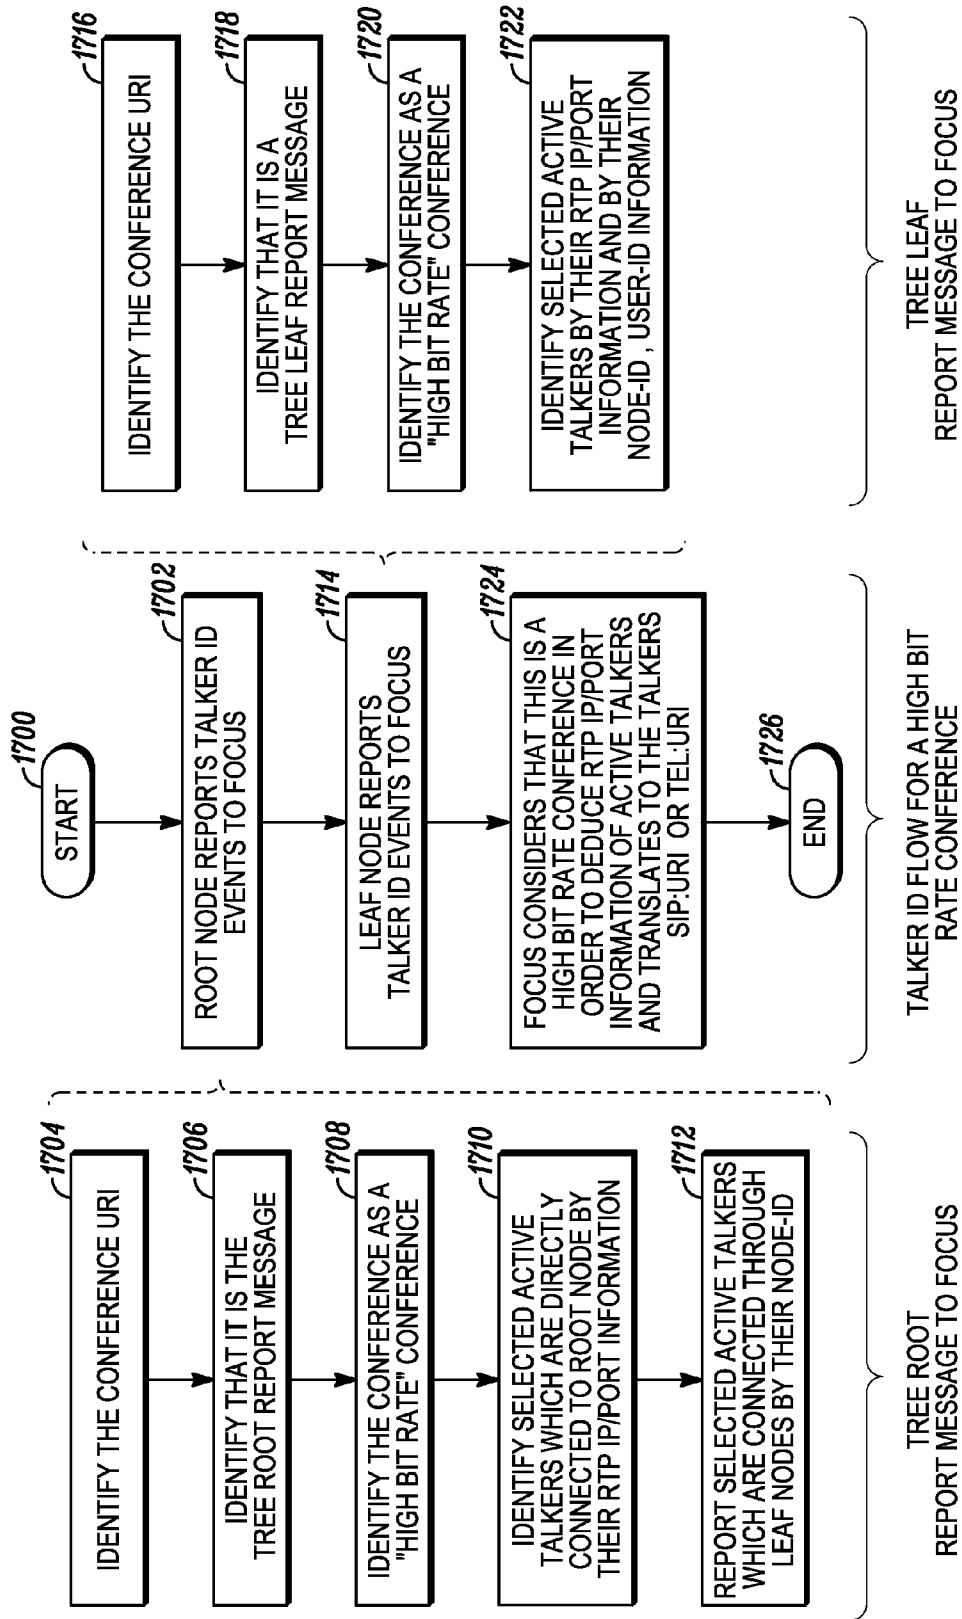 1704
IDENTIFY THE CONFERENCE URI
1706
IDENTIFY THAT IT IS THE
TREE ROOT REPORT MESSAGE
1708
IDENTIFY THE CONFERENCE AS A
"HIGH BIT RATE" CONFERENCE
1710
IDENTIFY SELECTED ACTIVE
TALKERS WHICH ARE DIRECTLY
CONNECTED TO ROOT NODE BY
THEIR RTP IP/PORT INFORMATION
1712
REPORT SELECTED ACTIVE TALKERS
WHICH ARE CONNECTED THROUGH
LEAF NODES BY THEIR NODE-ID
TREE ROOT
REPORT MESSAGE TO FOCUS
1700
START
1702
ROOT NODE REPORTS TALKER ID
EVENTS TO FOCUS
1714
LEAF NODE REPORTS
TALKER ID EVENTS TO FOCUS
1724
FOCUS CONSIDERS THAT THIS IS A
HIGH BIT RATE CONFERENCE IN
ORDER TO DEDUCE RTP IP/PORT
INFORMATION OF ACTIVE TALKERS
AND TRANSLATES TO THE TALKERS
SIP:URI OR TEL:URI
1726
END
TALKER ID FLOW FOR A HIGH BIT
RATE CONFERENCE
1716
IDENTIFY THE CONFERENCE URI
1718
IDENTIFY THAT IT IS A
TREE LEAF REPORT MESSAGE
1720
IDENTIFY THE CONFERENCE AS A
"HIGH BIT RATE" CONFERENCE
1722
IDENTIFY SELECTED ACTIVE
TALKERS BY THEIR RTP IP/PORT
INFORMATION AND BY THEIR
NODE-ID , USER-ID INFORMATION
TREE LEAF
REPORT MESSAGE TO FOCUS